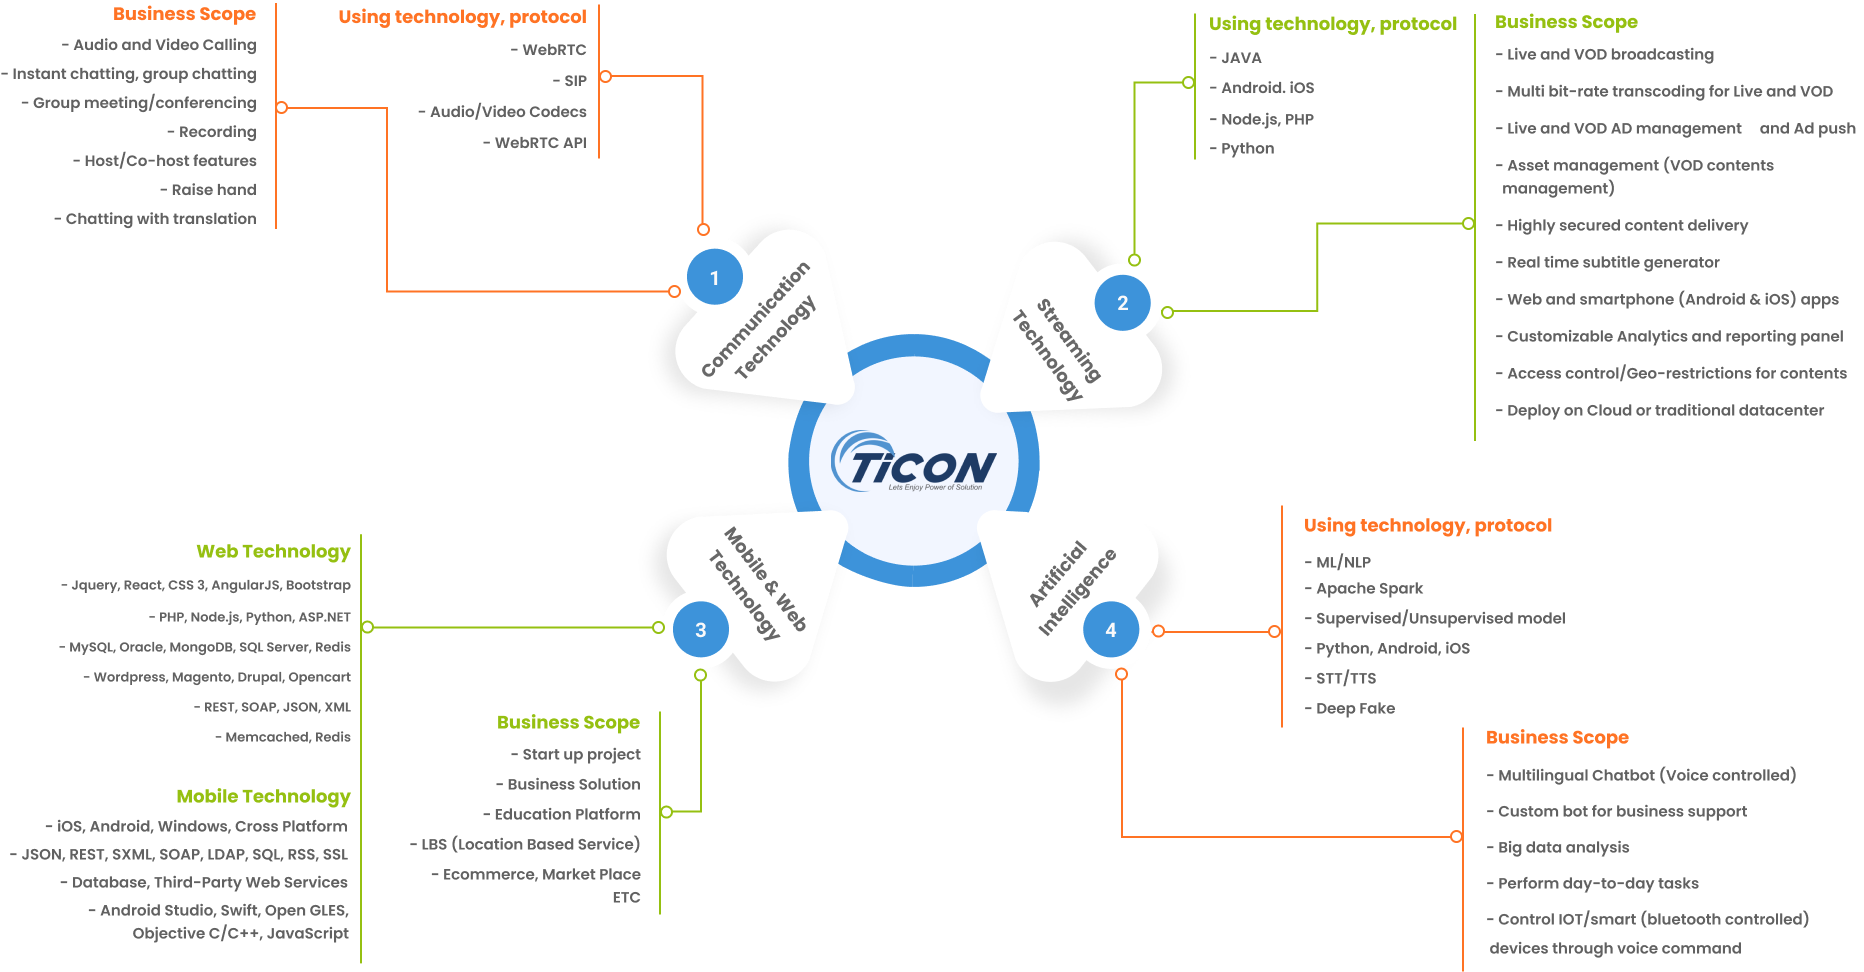 Business Scope
- Audio and Video Calling
- Instant chatting, group chatting
- Group meeting/conferencing
- Recording
- Host/Co-host features
- Raise hand
- Chatting with translation
Using technology, protocol
- WebRTC
- SIP
- Audio/Video Codecs
- WebRTC API
1
Communication
Technology
Using technology, protocol
- JAVA
- Android. iOS
- Node.js, PHP
- Python
Business Scope
- Live and VOD broadcasting
- Multi bit-rate transcoding for Live and VOD
- Live and VOD AD management and Ad push
- Asset management (VOD contents
management)
- Highly secured content delivery
- Real time subtitle generator
- Web and smartphone (Android & iOS) apps
- Customizable Analytics and reporting panel
- Access control/Geo-restrictions for contents
- Deploy on Cloud or traditional datacenter
2
Streaming
Technology
TiCON
Lets Enjoy Power of Solution
Web Technology
- Jquery, React, CSS 3, AngularJS, Bootstrap
- PHP, Node.js, Python, ASP.NET
- MySQL, Oracle, MongoDB, SQL Server, Redis
- Wordpress, Magento, Drupal, Opencart
- REST, SOAP, JSON, XML
- Memcached, Redis
Mobile Technology
- iOS, Android, Windows, Cross Platform
- JSON, REST, SXML, SOAP, LDAP, SQL, RSS, SSL
- Database, Third-Party Web Services
- Android Studio, Swift, Open GLES,
Objective C/C++, JavaScript
3
Mobile & Web
Technology
Business Scope
- Start up project
- Business Solution
- Education Platform
- LBS (Location Based Service)
- Ecommerce, Market Place
ETC
4
Artificial
Intelligence
Using technology, protocol
- ML/NLP
- Apache Spark
- Supervised/Unsupervised model
- Python, Android, iOS
- STT/TTS
- Deep Fake
Business Scope
- Multilingual Chatbot (Voice controlled)
- Custom bot for business support
- Big data analysis
- Perform day-to-day tasks
- Control IOT/smart (bluetooth controlled)
devices through voice command